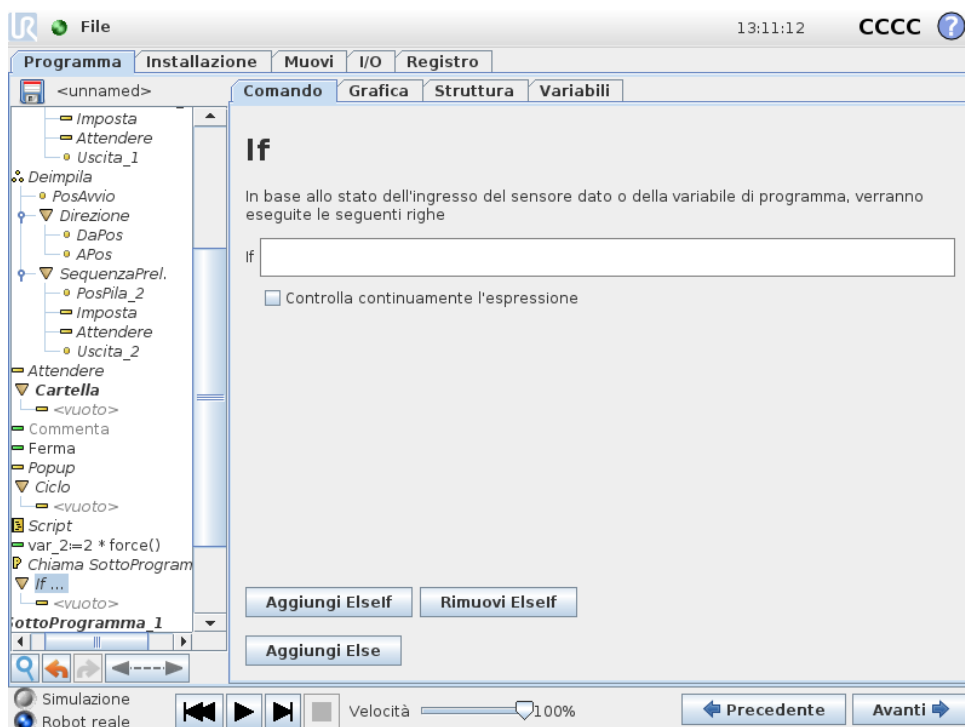 UR File 13:11:12 CCCC ?
Programma Installazione Muovi I/O Registro
<unnamed> Comando Grafica Struttura Variabili
Imposta
Attendere
Uscita_1
Deimpila
PosAvvio
Direzione
DaPos
APos
SequenzaPrel.
PosPila_2
Imposta
Attendere
Uscita_2
Attendere
Cartella
<vuoto>
Commenta
Ferma
Popup
Ciclo
<vuoto>
Script
var_2:=2 * force()
Chiama SottoProgram
If ...
<vuoto>
SottoProgramma_1
If
In base allo stato dell'ingresso del sensore dato o della variabile di programma, verranno
eseguite le seguenti righe
If
Controlla continuamente l'espressione
Aggiungi ElseIf Rimuovi ElseIf
Aggiungi Else
Simulazione
Robot reale
Velocità 100%
Precedente Avanti